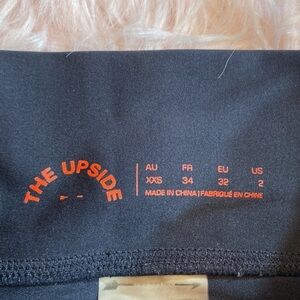 THE UPSIDE
AU FR EU US
XXS 34 32 2
MADE IN CHINA | FABRIQUÉ EN CHINE